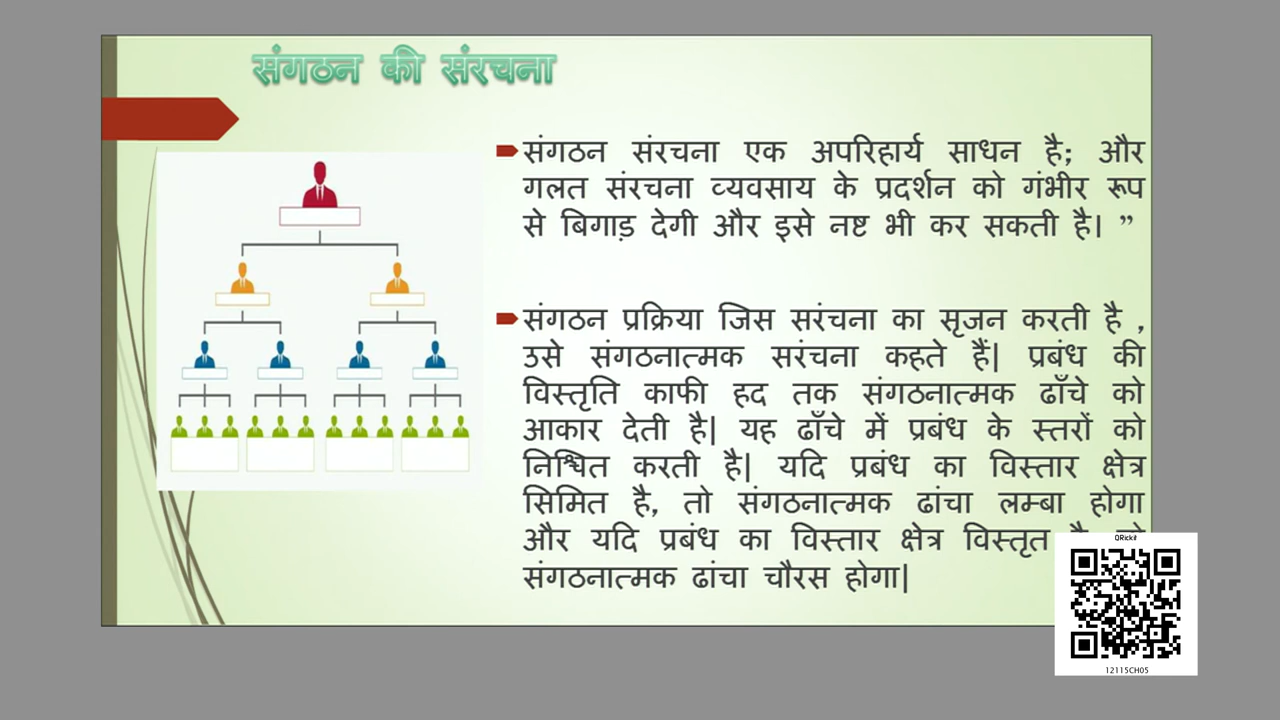 संगठन की संरचना
संगठन संरचना एक अपरिहार्य साधन है; और
गलत संरचना व्यवसाय के प्रदर्शन को गंभीर रूप
से बिगाड़ देगी और इसे नष्ट भी कर सकती है। ”
संगठन प्रक्रिया जिस सरंचना का सृजन करती है ,
उसे संगठनात्मक सरंचना कहते हैं| प्रबंध की
विस्तृति काफी हद तक संगठनात्मक ढाँचे को
आकार देती है| यह ढाँचे में प्रबंध के स्तरों को
निश्चित करती है| यदि प्रबंध का विस्तार क्षेत्र
सिमित है, तो संगठनात्मक ढांचा लम्बा होगा
और यदि प्रबंध का विस्तार क्षेत्र विस्तृत
संगठनात्मक ढांचा चौरस होगा|
QRickit
12115CH05